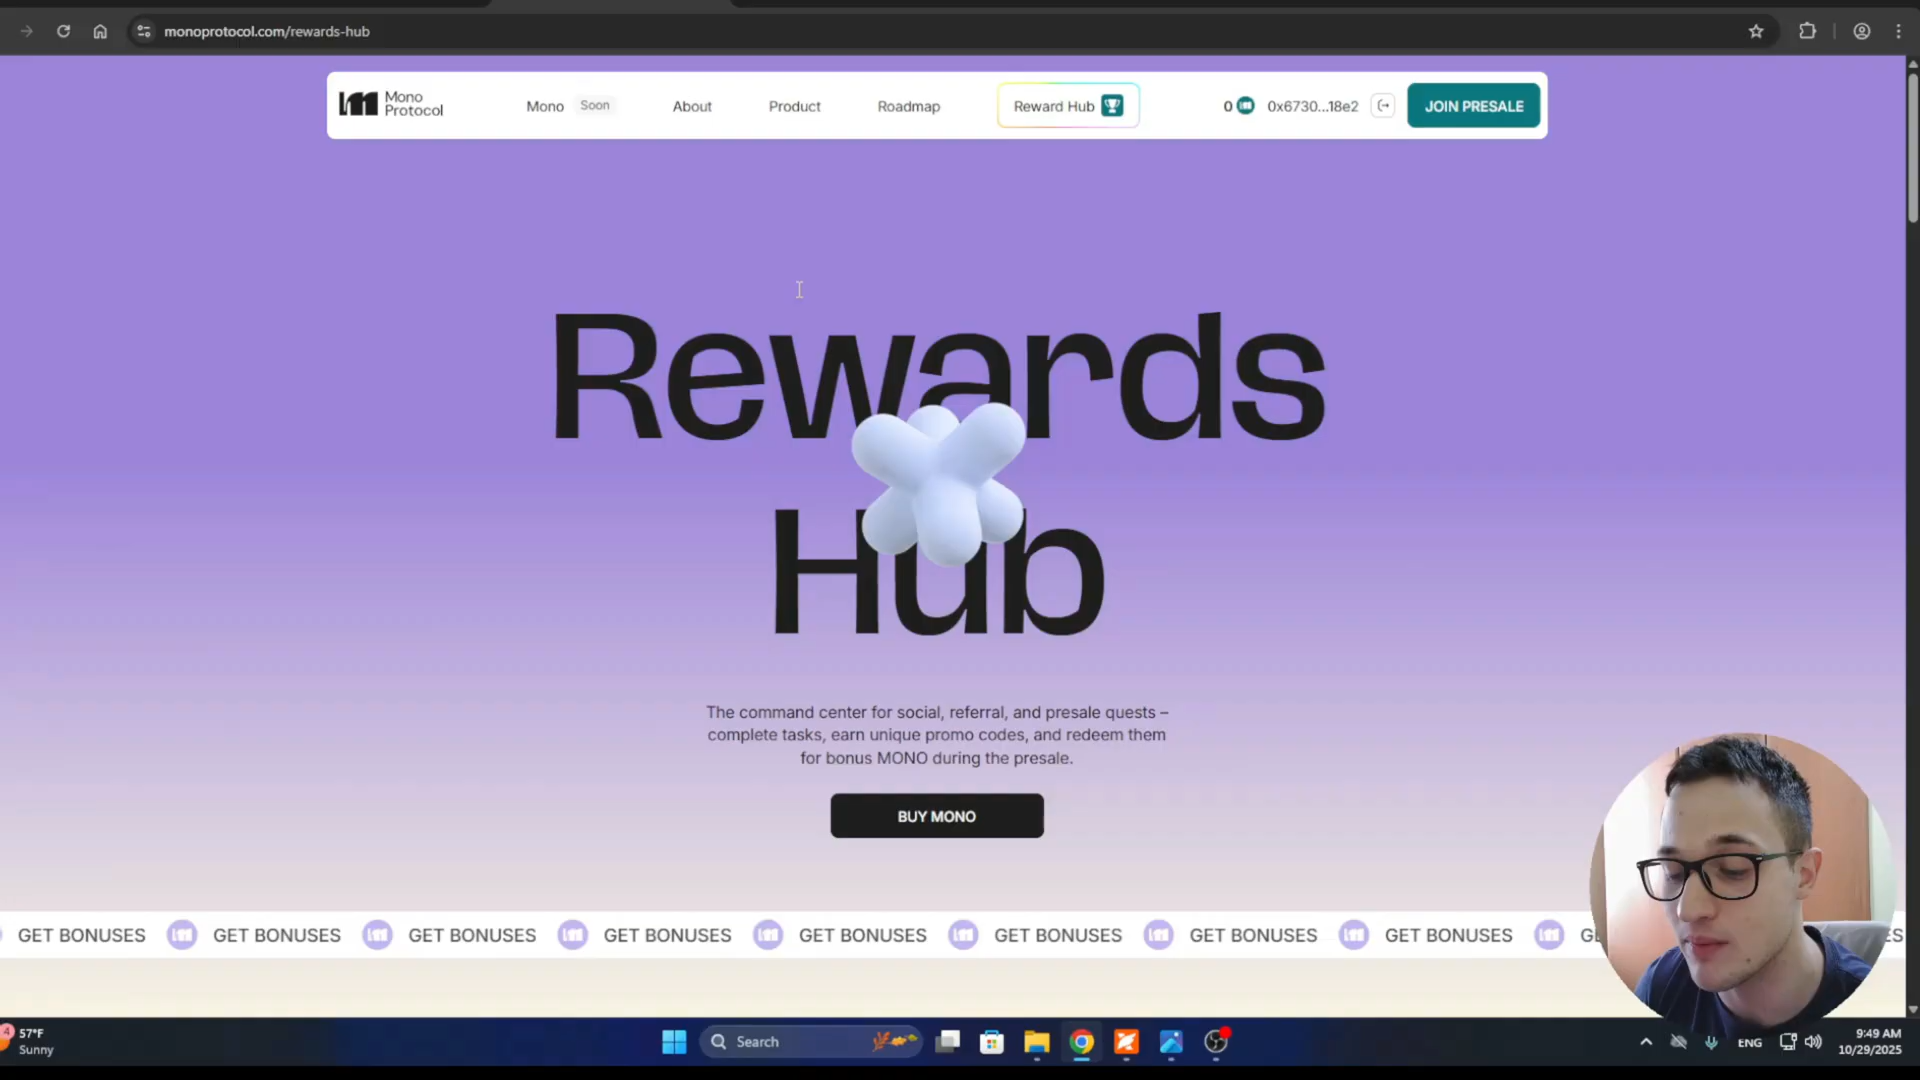 monoprotocol.com/rewards-hub
Mono
Protocol
Mono Soon About Product Roadmap Reward Hub 0 0x6730...18e2 JOIN PRESALE
Rewards
Hub
The command center for social, referral, and presale quests –
complete tasks, earn unique promo codes, and redeem them
for bonus MONO during the presale.
BUY MONO
GET BONUSES GET BONUSES GET BONUSES GET BONUSES GET BONUSES GET BONUSES GET BONUSES GET BONUSES
4
57°F
Sunny
Search
ENG
9:49 AM
10/29/2025